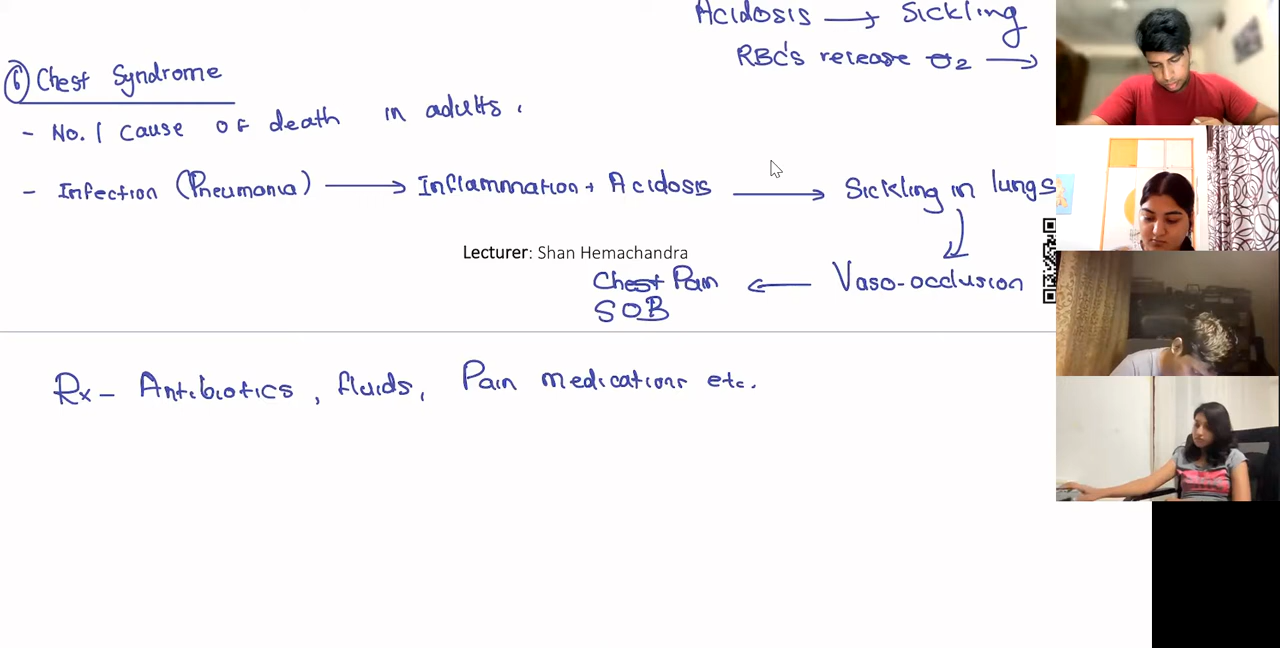 Acidosis → Sickling
RBC's release O2 →
⑥ Chest Syndrome
- No. 1 cause of death in adults.
- Infection (Pneumonia) → Inflammation + Acidosis → Sickling in lungs
Lecturer: Shan Hemachandra
Chest Pain ← Vaso-occlusion
SOB
Rx - Antibiotics, fluids, Pain medications etc.